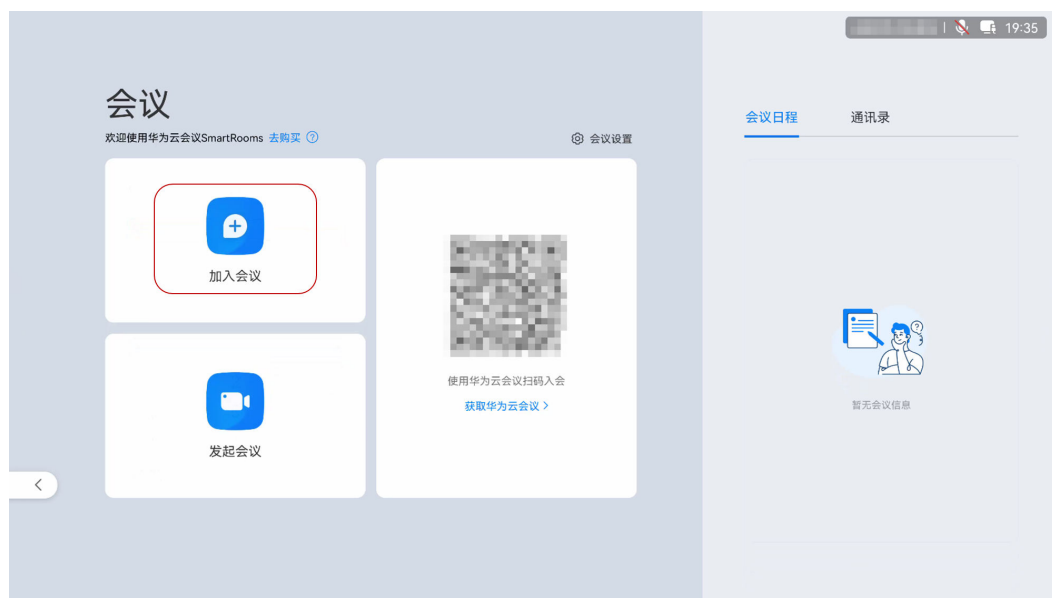 19:35
会议
欢迎使用华为云会议SmartRooms 去购买
会议设置
会议日程 通讯录
加入会议
使用华为云会议扫码入会
获取华为云会议
发起会议
暂无会议信息